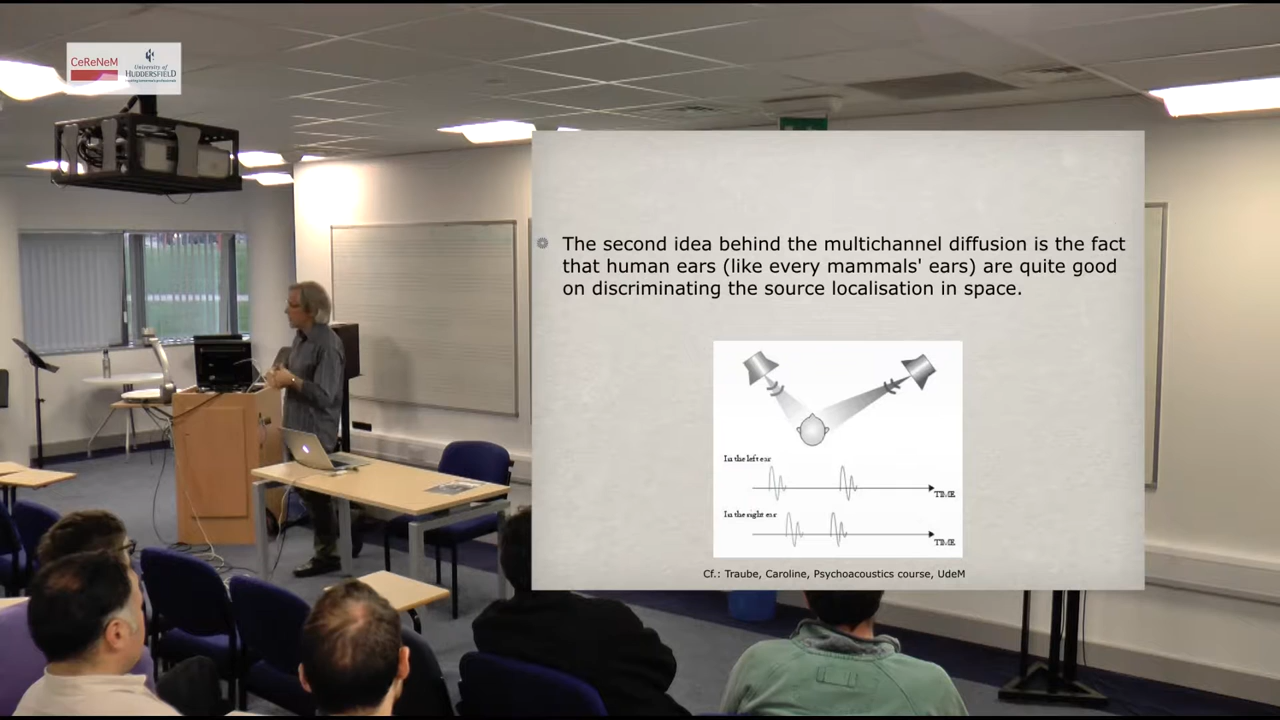 CeReNeM
University of
HUDDERSFIELD
The second idea behind the multichannel diffusion is the fact
that human ears (like every mammals' ears) are quite good
on discriminating the source localisation in space.
In the left ear
TIME
In the right ear
TIME
Cf.: Traube, Caroline, Psychoacoustics course, UdeM